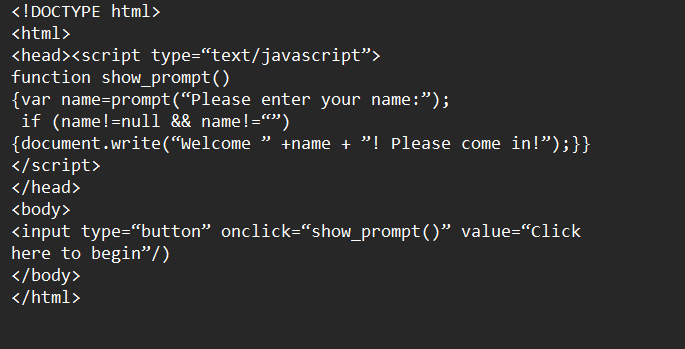 <!DOCTYPE html>
<html>
<head><script type=“text/javascript”>
function show_prompt()
{var name=prompt(“Please enter your name:”);
 if (name!=null && name!=“”)
{document.write(“Welcome ” +name + ”! Please come in!”);}}
</script>
</head>
<body>
<input type=“button” onclick=“show_prompt()” value=“Click
here to begin”/)
</body>
</html>